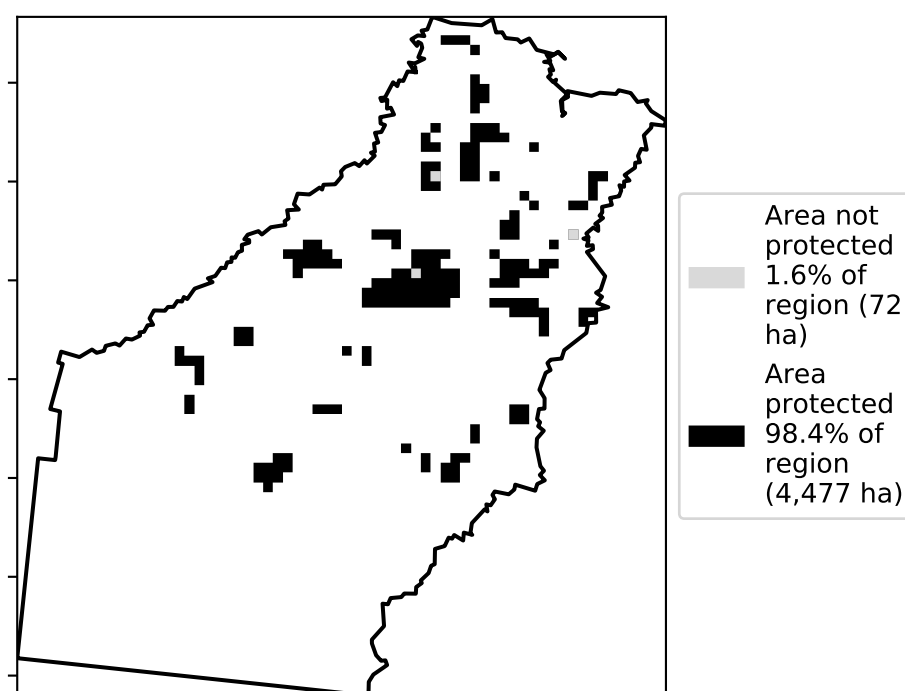 Area not
protected
1.6% of
region (72
ha)
Area
protected
98.4% of
region
(4,477 ha)